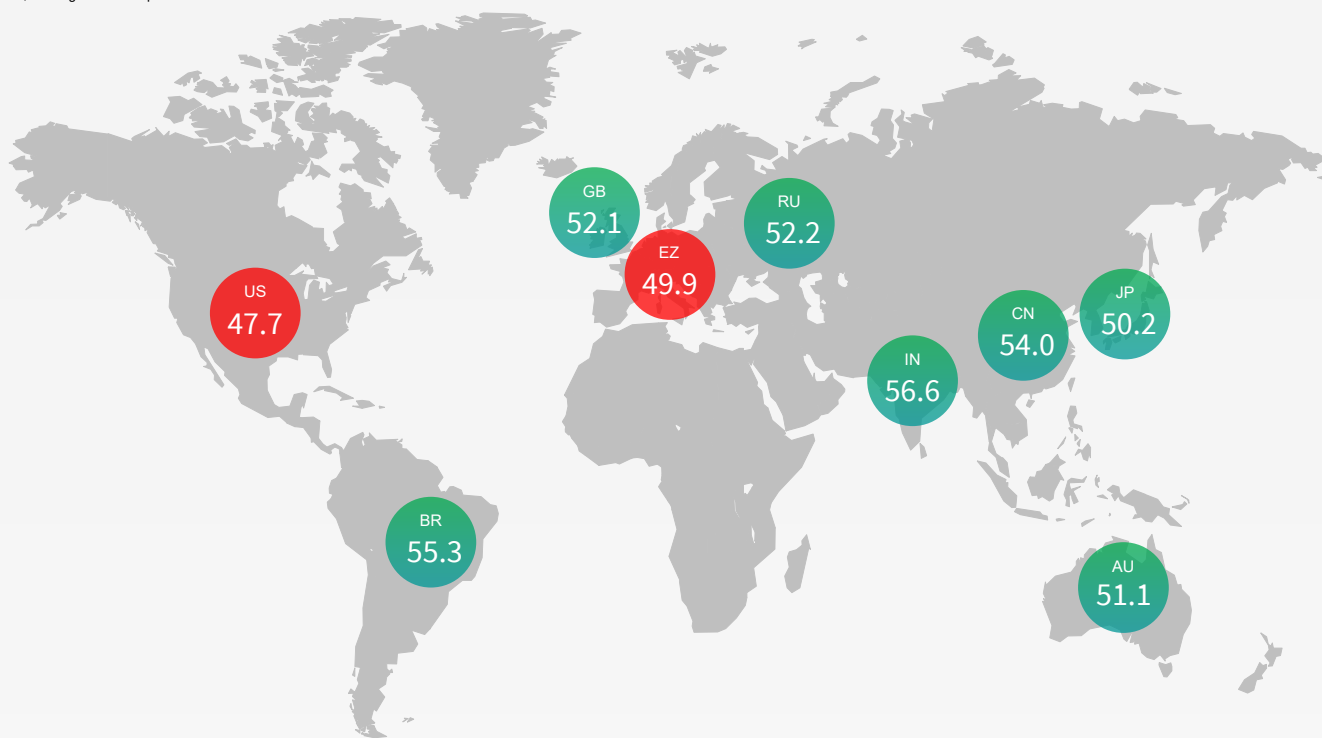 GB
52.1
RU
52.2
EZ
49.9
US
47.7
JP
50.2
CN
54.0
IN
56.6
BR
55.3
AU
51.1